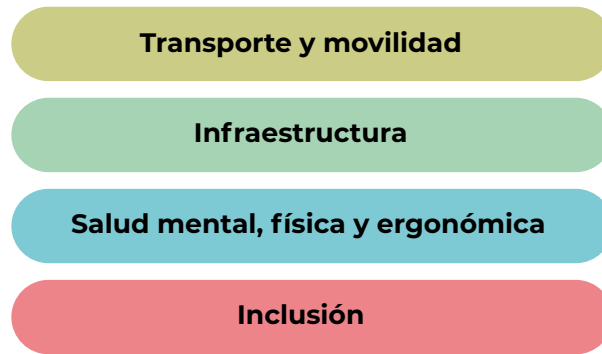 Transporte y movilidad
Infraestructura
Salud mental, física y ergonómica
Inclusión